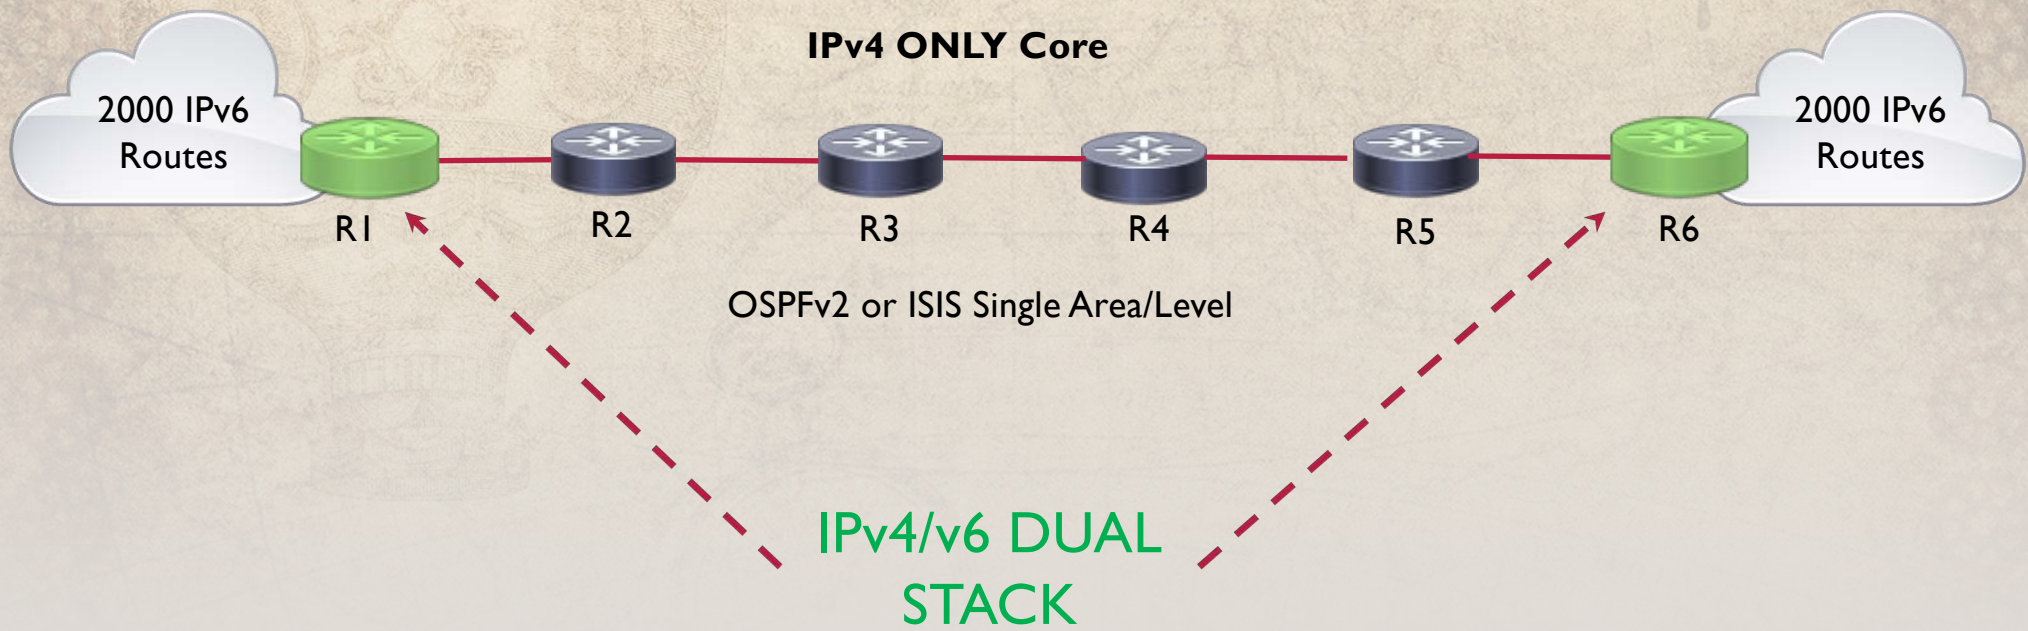 IPv4 ONLY Core
2000 IPv6
Routes
2000 IPv6
Routes
R1
R2
R3
R4
R5
R6
OSPFv2 or ISIS Single Area/Level
IPv4/v6 DUAL
STACK